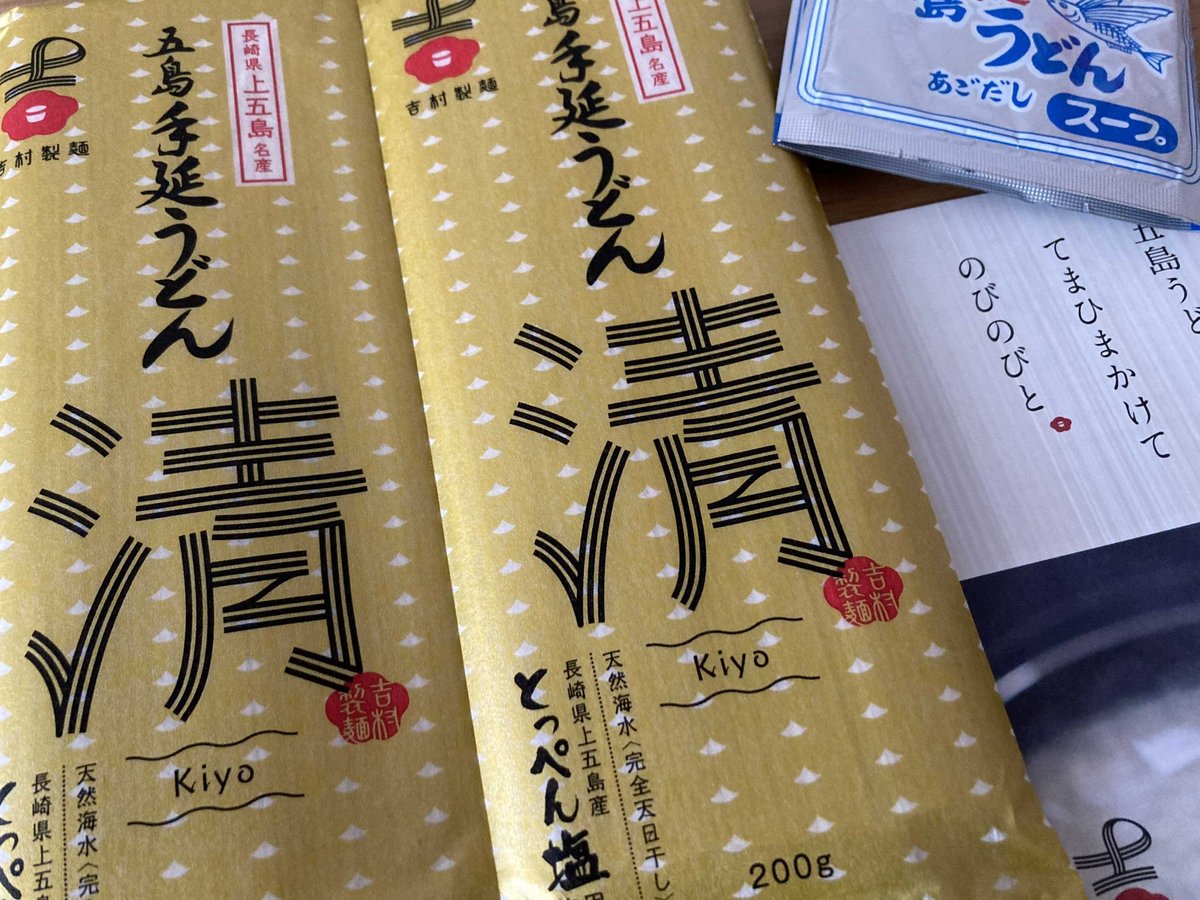 吉村製麺
五島手延うどん
長崎県上五島名産
清
吉村製麺
Kiyo
天然海水〈完
長崎県上五
吉村製麺
島手延うどん
上五島名産
清
吉村製麺
Kiyo
天然海水〈完全天日干し〉
長崎県上五島産
とっぺん塩
200g
島うどん
あごだし
スープ。
五島うど
てまひまかけて
のびのびと。